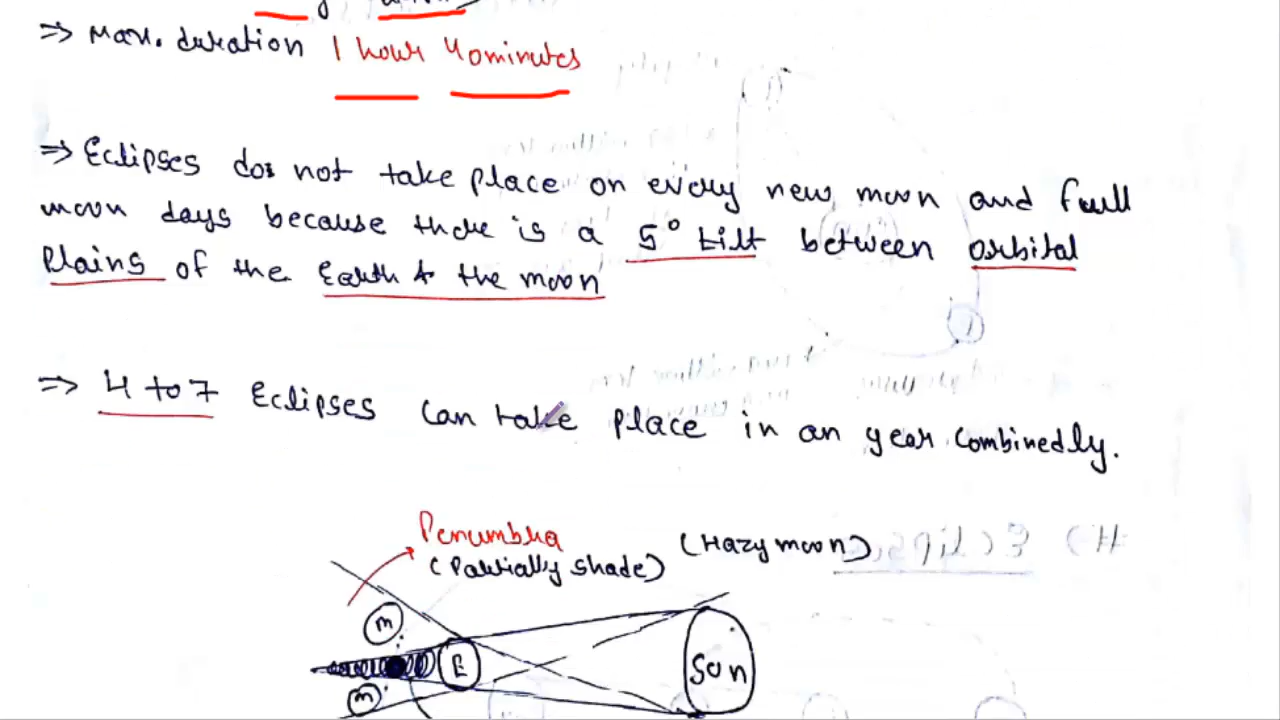 ⇒ Max. duration 1 hour 40 minutes
⇒ Eclipses do not take place on every new moon and full
moon days because there is a 5° tilt between orbital
Plains of the Earth & the moon
⇒ 4 to 7 Eclipses can take place in an year combinedly.
Penumbra
(Partially shade) (Hazy moon)
m
E
m
Sun